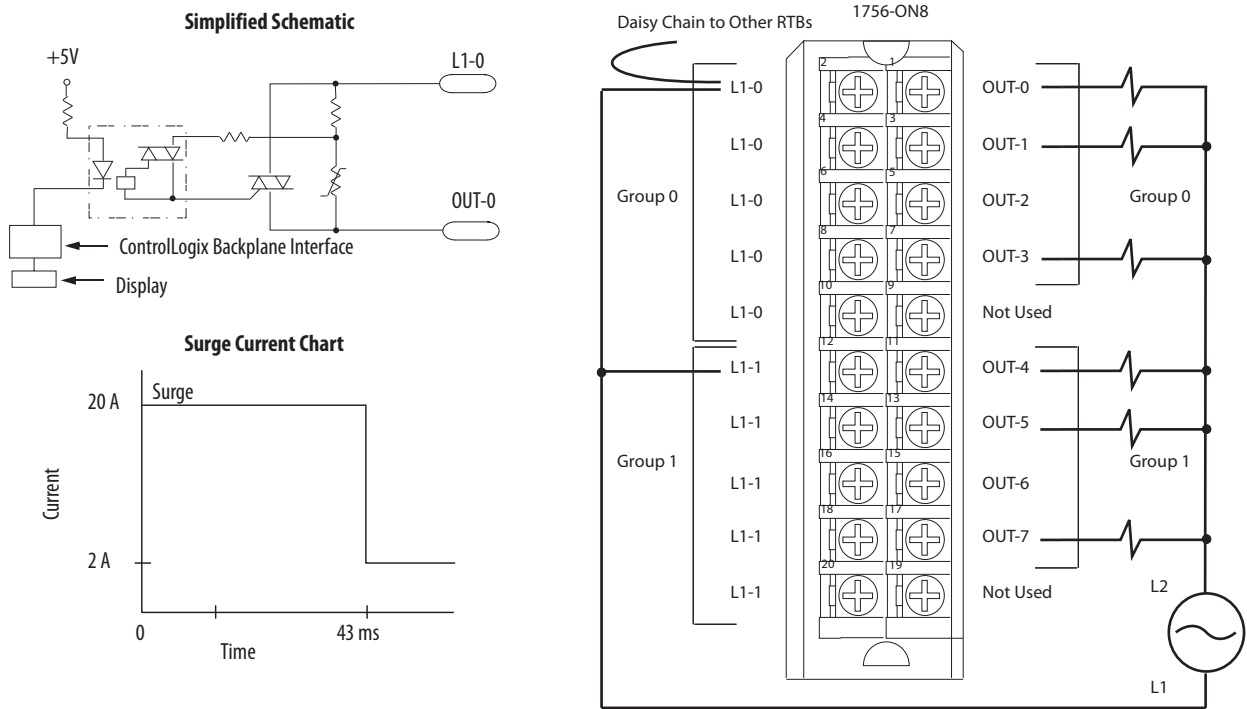 Simplified Schematic
+5V
L1-0
OUT-0
ControlLogix Backplane Interface
Display
Surge Current Chart
20 A
Surge
Current
2 A
0
43 ms
Time
Daisy Chain to Other RTBs
1756-ON8
2 1
L1-0 OUT-0
4 3
L1-0 OUT-1
6 5
Group 0 L1-0 OUT-2 Group 0
8 7
L1-0 OUT-3
10 9
L1-0 Not Used
12 11
L1-1 OUT-4
14 13
L1-1 OUT-5
Group 1 Group 1
16 15
L1-1 OUT-6
18 17
L1-1 OUT-7
20 19
L1-1 Not Used
L2
L1